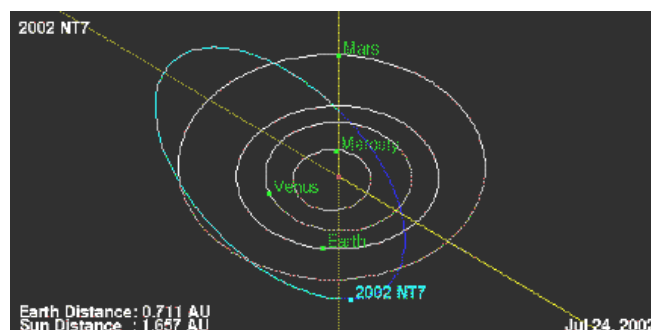 2002 NT7
Mars
Mercury
Venus
Earth
2002 NT7
Earth Distance: 0.711 AU
Sun Distance : 1.657 AU
Jul 24, 2002